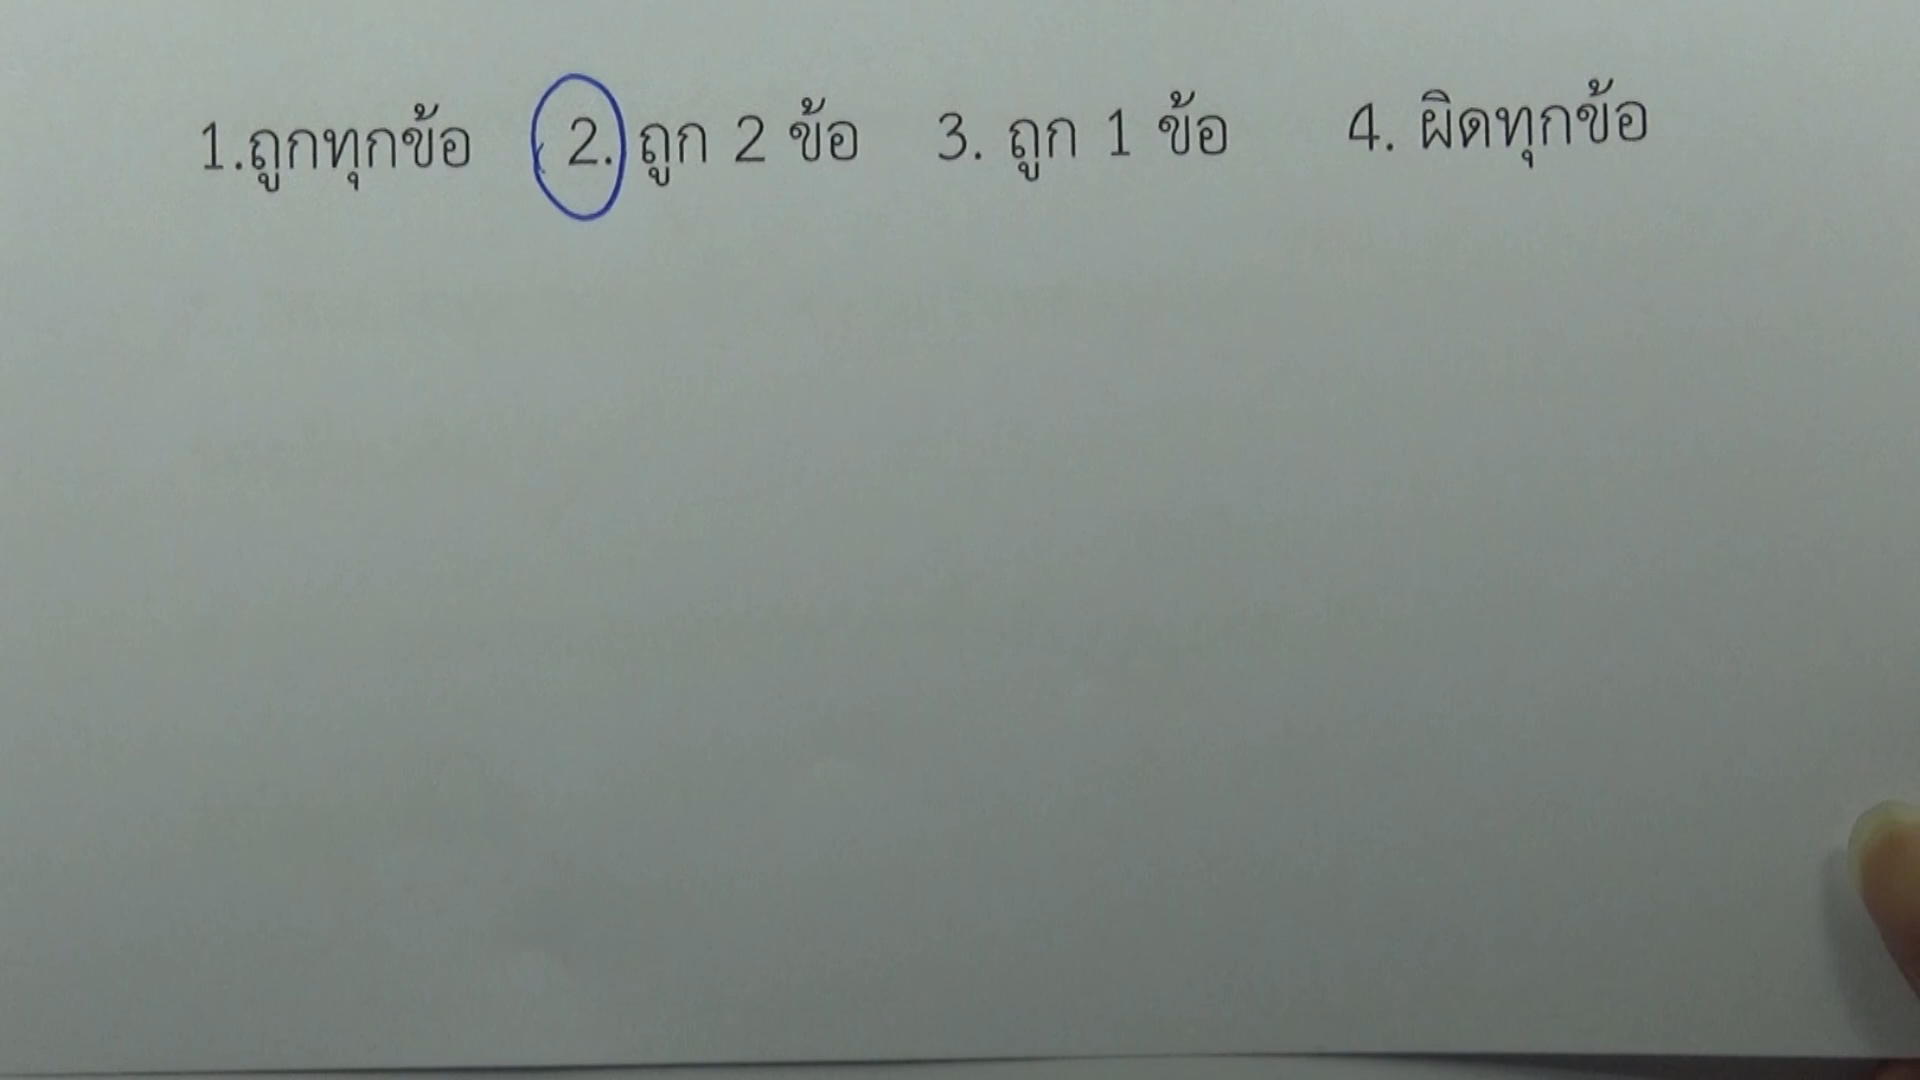 1.ถูกทุกข้อ 2. ถูก 2 ข้อ 3. ถูก 1 ข้อ 4. ผิดทุกข้อ